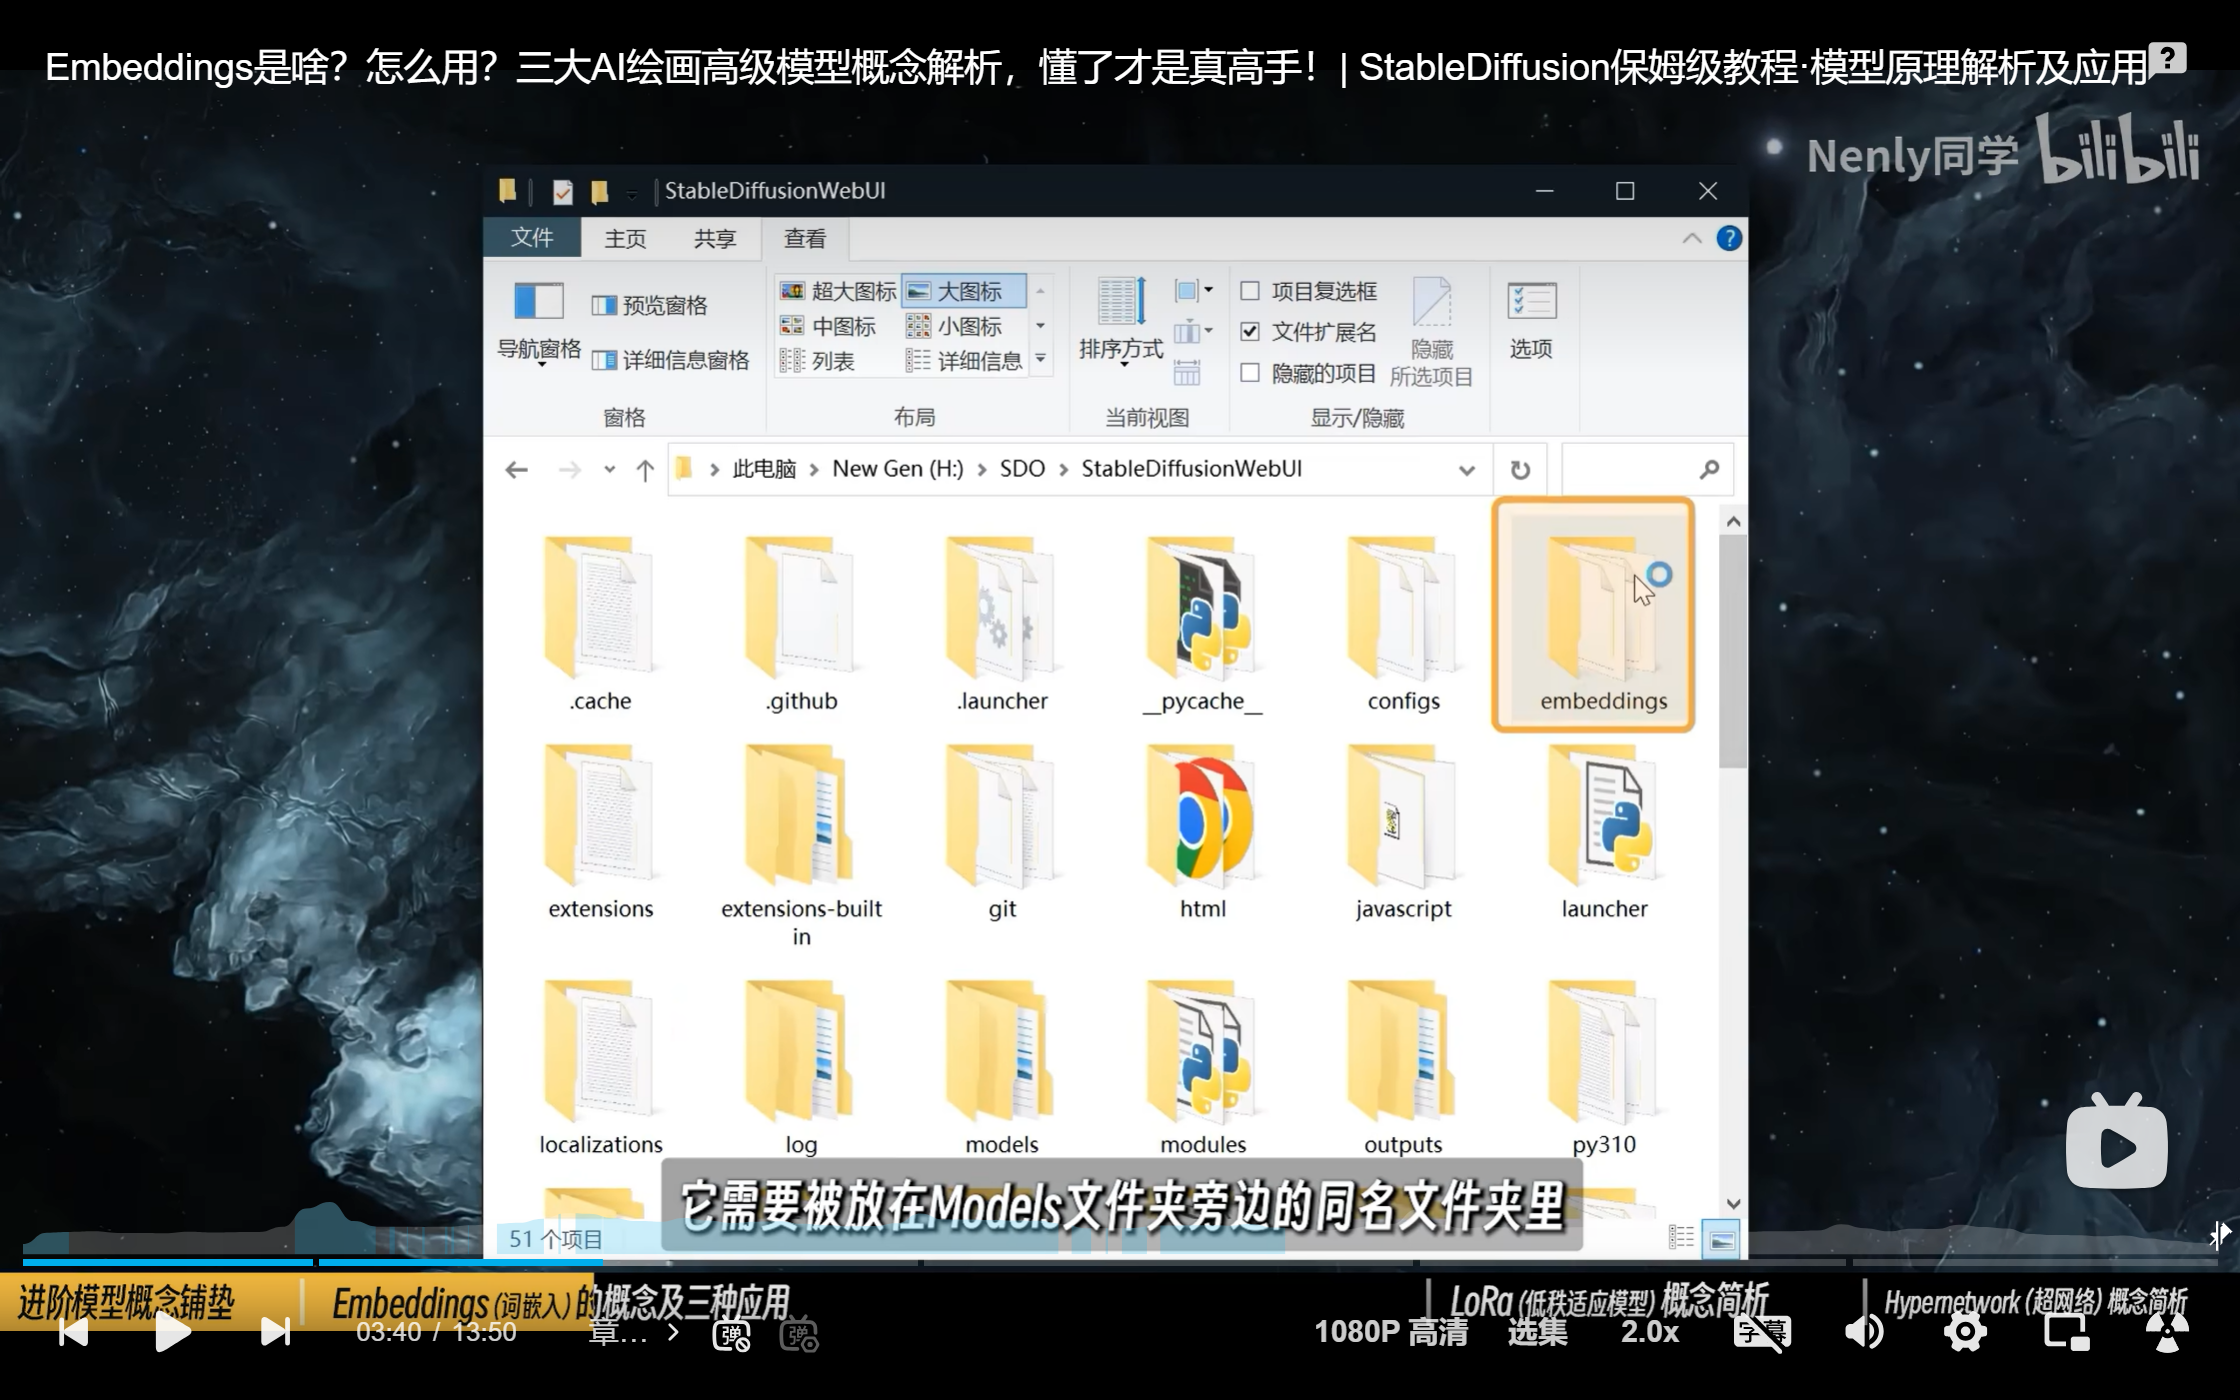 Embeddings是啥？怎么用？三大AI绘画高级模型概念解析，懂了才是真高手！| StableDiffusion保姆级教程·模型原理解析及应用
Nenly同学 bilibili
StableDiffusionWebUI
文件 主页 共享 查看
导航窗格
预览窗格
详细信息窗格
窗格
超大图标 大图标
中图标 小图标
列表 详细信息
布局
排序方式
当前视图
项目复选框
文件扩展名
隐藏的项目
隐藏
所选项目
显示/隐藏
选项
此电脑 > New Gen (H:) > SDO > StableDiffusionWebUI
.cache .github .launcher __pycache__ configs embeddings
extensions extensions-built git html javascript launcher
in
localizations log models modules outputs py310
它需要被放在Models文件夹旁边的同名文件夹里
51 个项目
进阶模型概念铺垫 Embeddings (词嵌入) 的概念及三种应用 LoRa (低秩适应模型) 概念简析 Hypernetwork (超网络) 概念简析
03:40 / 13:50 章... 弹 弹 1080P 高清 选集 2.0x 字幕